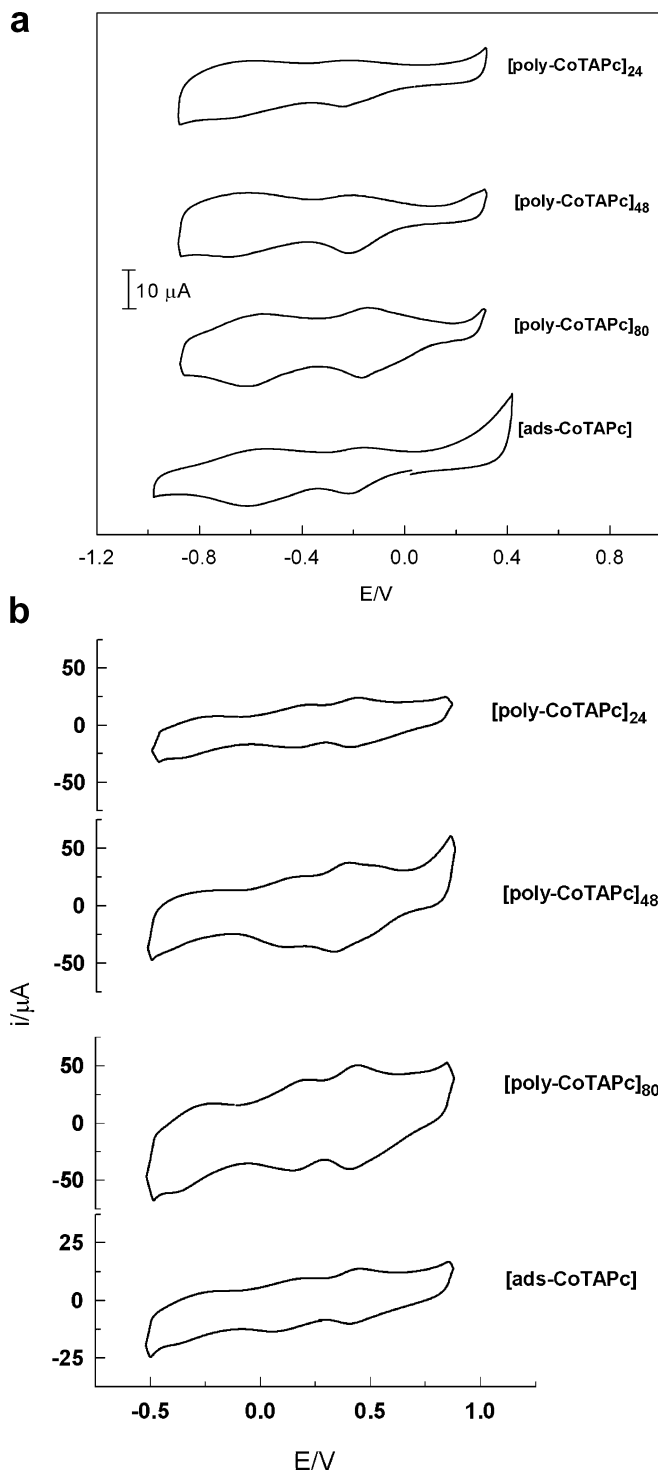 a
[poly-CoTAPc]24
[poly-CoTAPc]48
10 μA
[poly-CoTAPc]80
[ads-CoTAPc]
-1.2 -0.8 -0.4 0.0 0.4 0.8
E/V
b
50
0
-50
[poly-CoTAPc]24
50
0
-50
[poly-CoTAPc]48
i/μA
50
0
-50
[poly-CoTAPc]80
25
0
-25
[ads-CoTAPc]
-0.5 0.0 0.5 1.0
E/V